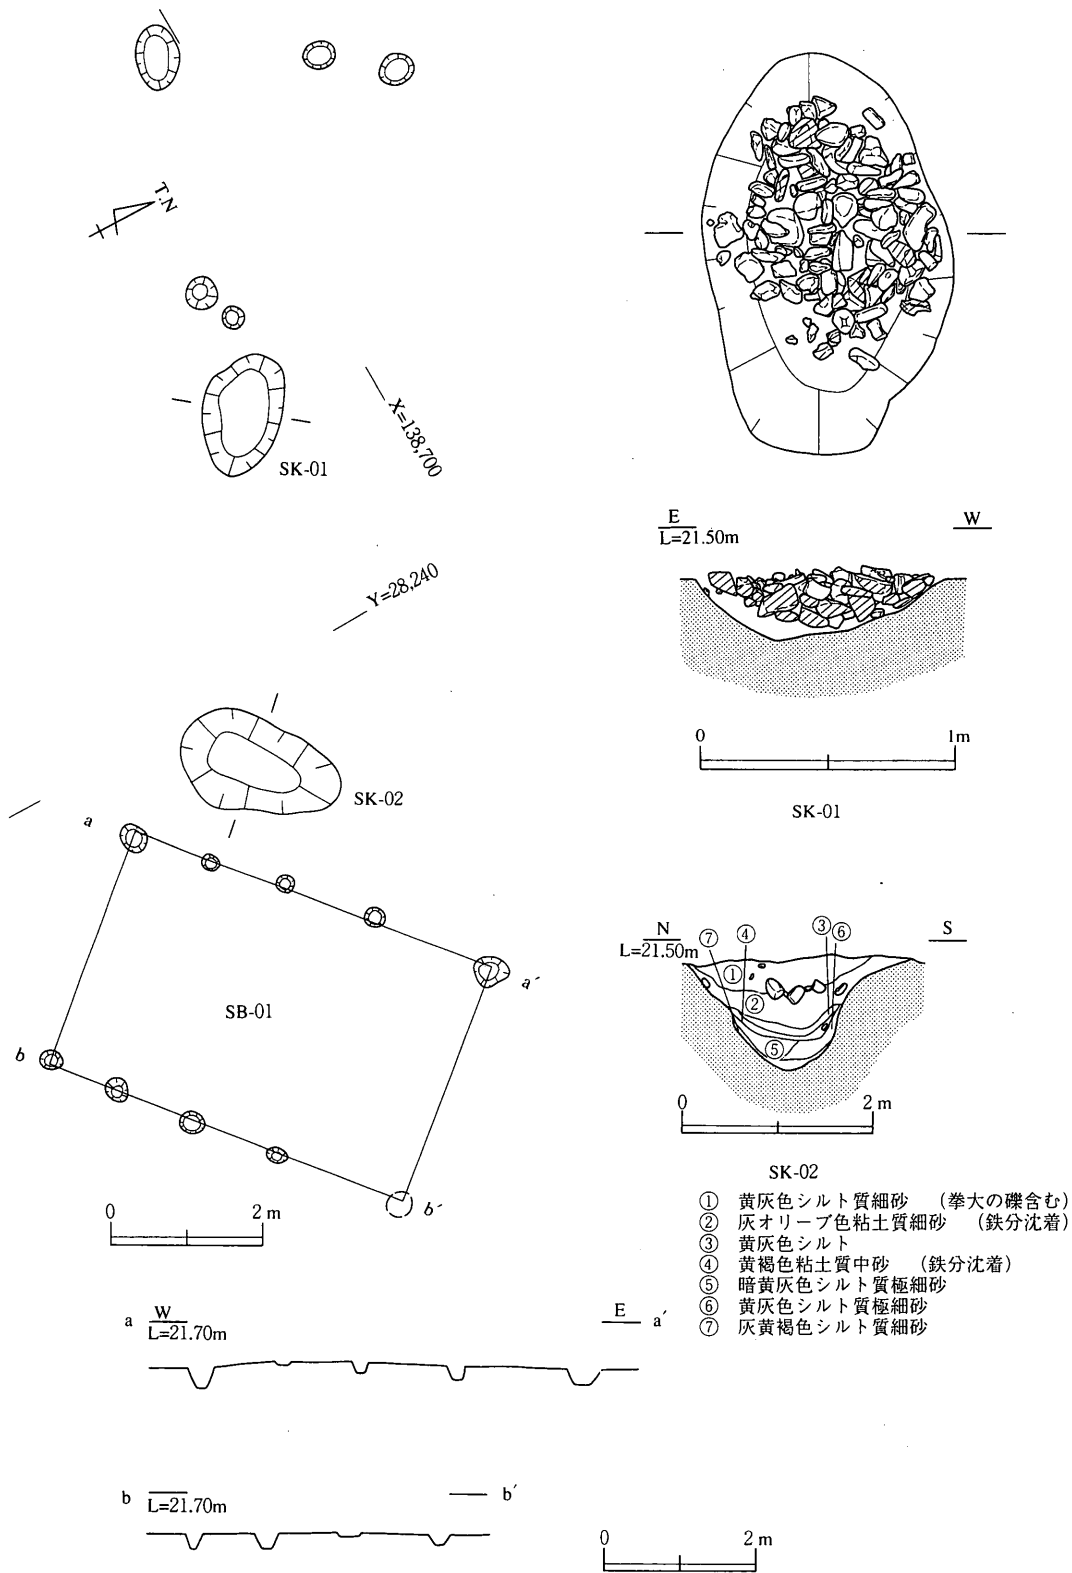 T.N
SK-01
X=138,700
Y=28,240
SK-02
a
a´
SB-01
b
b´
0 2 m
a W E a´
L=21.70m
b b´
L=21.70m
0 2 m
E W
L=21.50m
0 1m
SK-01
N ⑦ ④ ③ ⑥ S
L=21.50m
①
②
⑤
0 2 m
SK-02
① 黄灰色シルト質細砂 (拳大の礫含む)
② 灰オリーブ色粘土質細砂 (鉄分沈着)
③ 黄灰色シルト
④ 黄褐色粘土質中砂 (鉄分沈着)
⑤ 暗黄灰色シルト質極細砂
⑥ 黄灰色シルト質極細砂
⑦ 灰黄褐色シルト質細砂